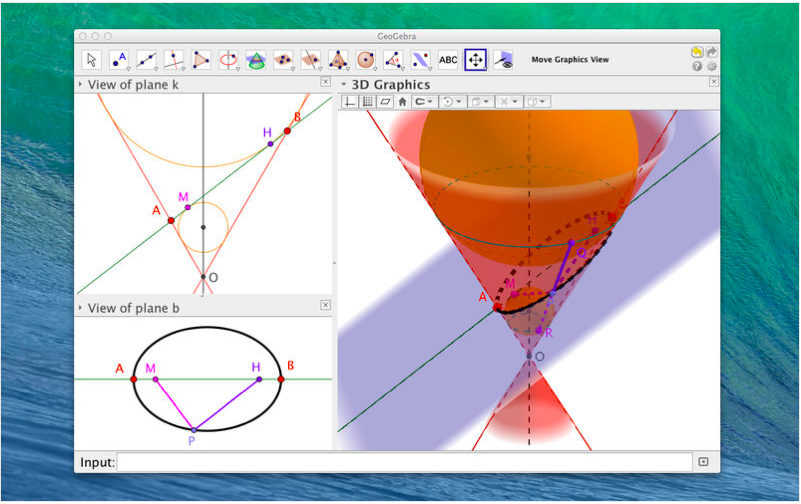 GeoGebra
A
ABC
Move Graphics View
View of plane k
B
H
M
A
O
View of plane b
A
M
H
B
P
3D Graphics
H
Q
M
A
R
O
Input: